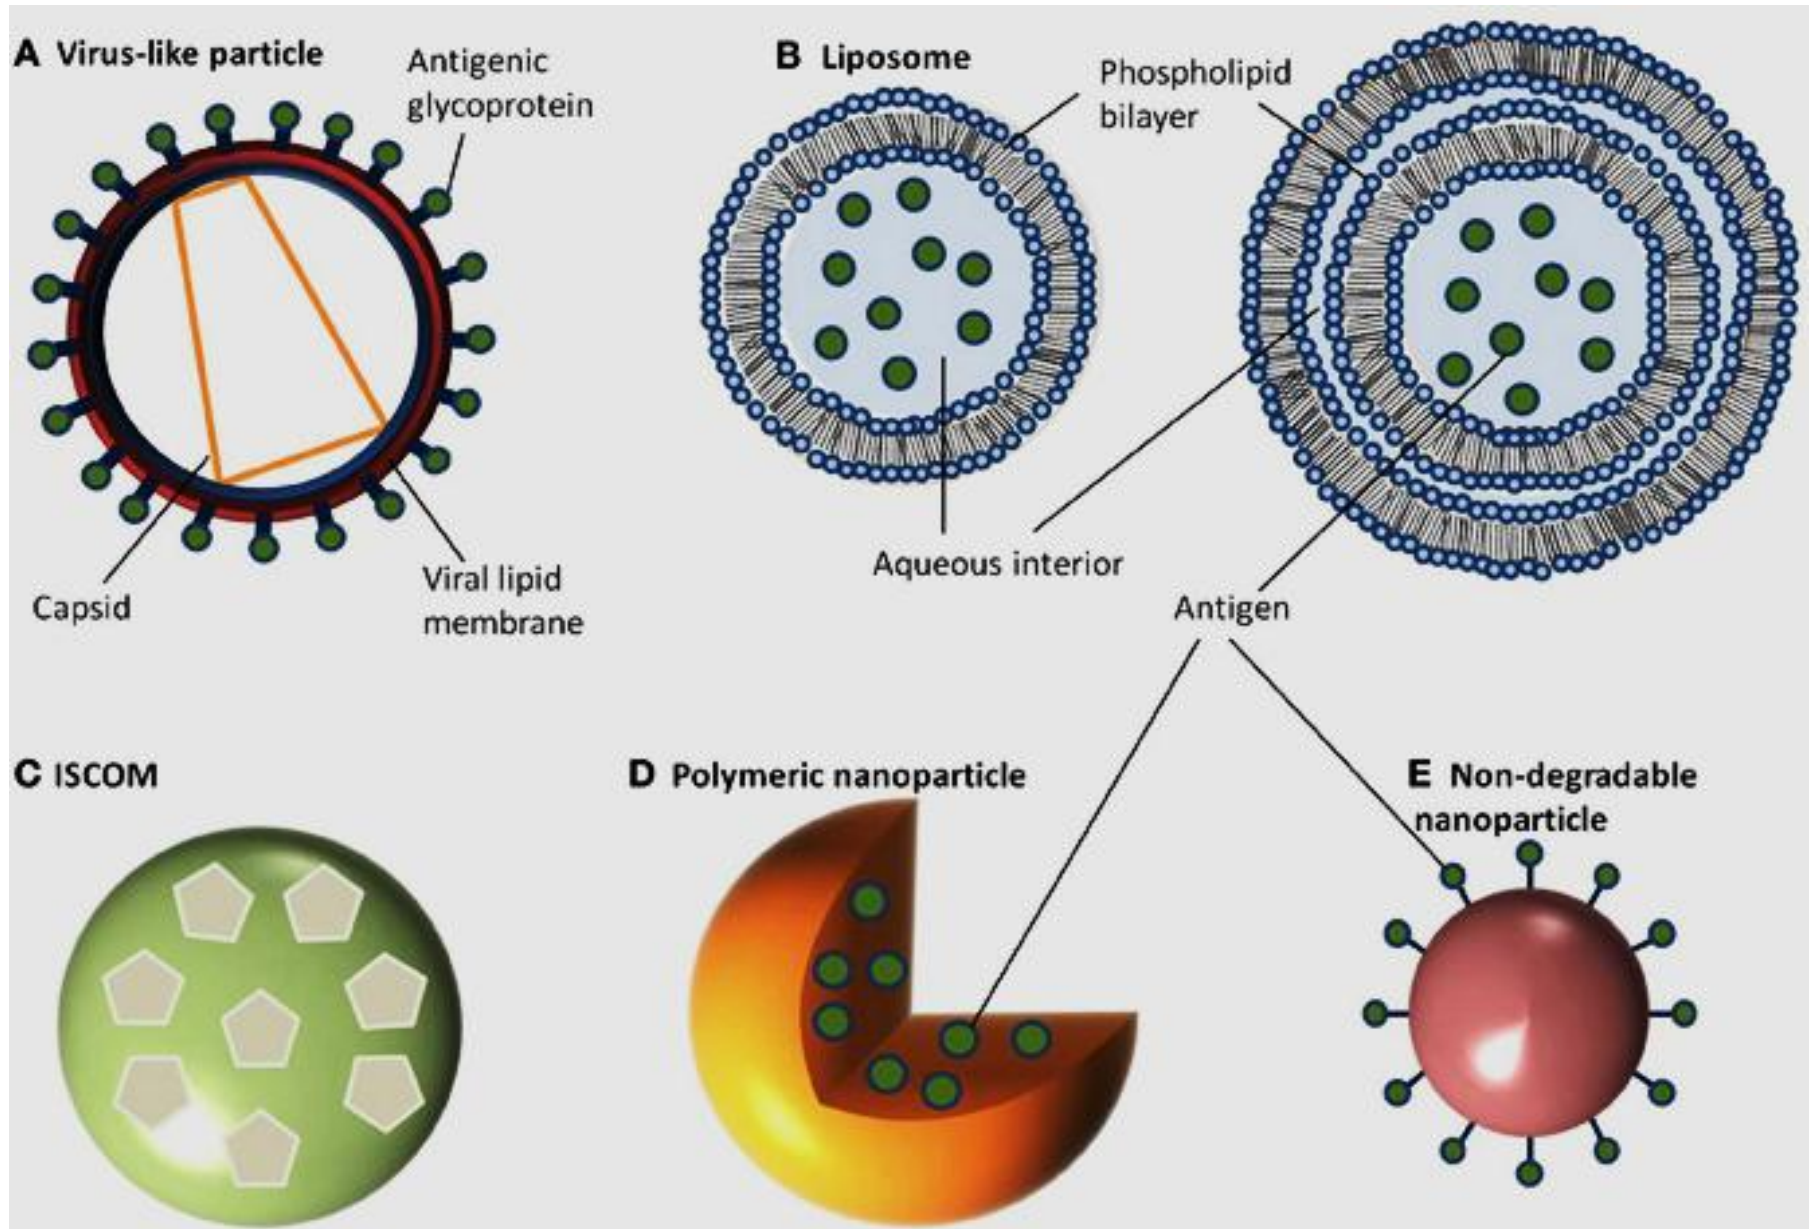 A Virus-like particle
Antigenic
glycoprotein
Capsid
Viral lipid
membrane
B Liposome
Phospholipid
bilayer
Aqueous interior
Antigen
C ISCOM
D Polymeric nanoparticle
E Non-degradable
nanoparticle